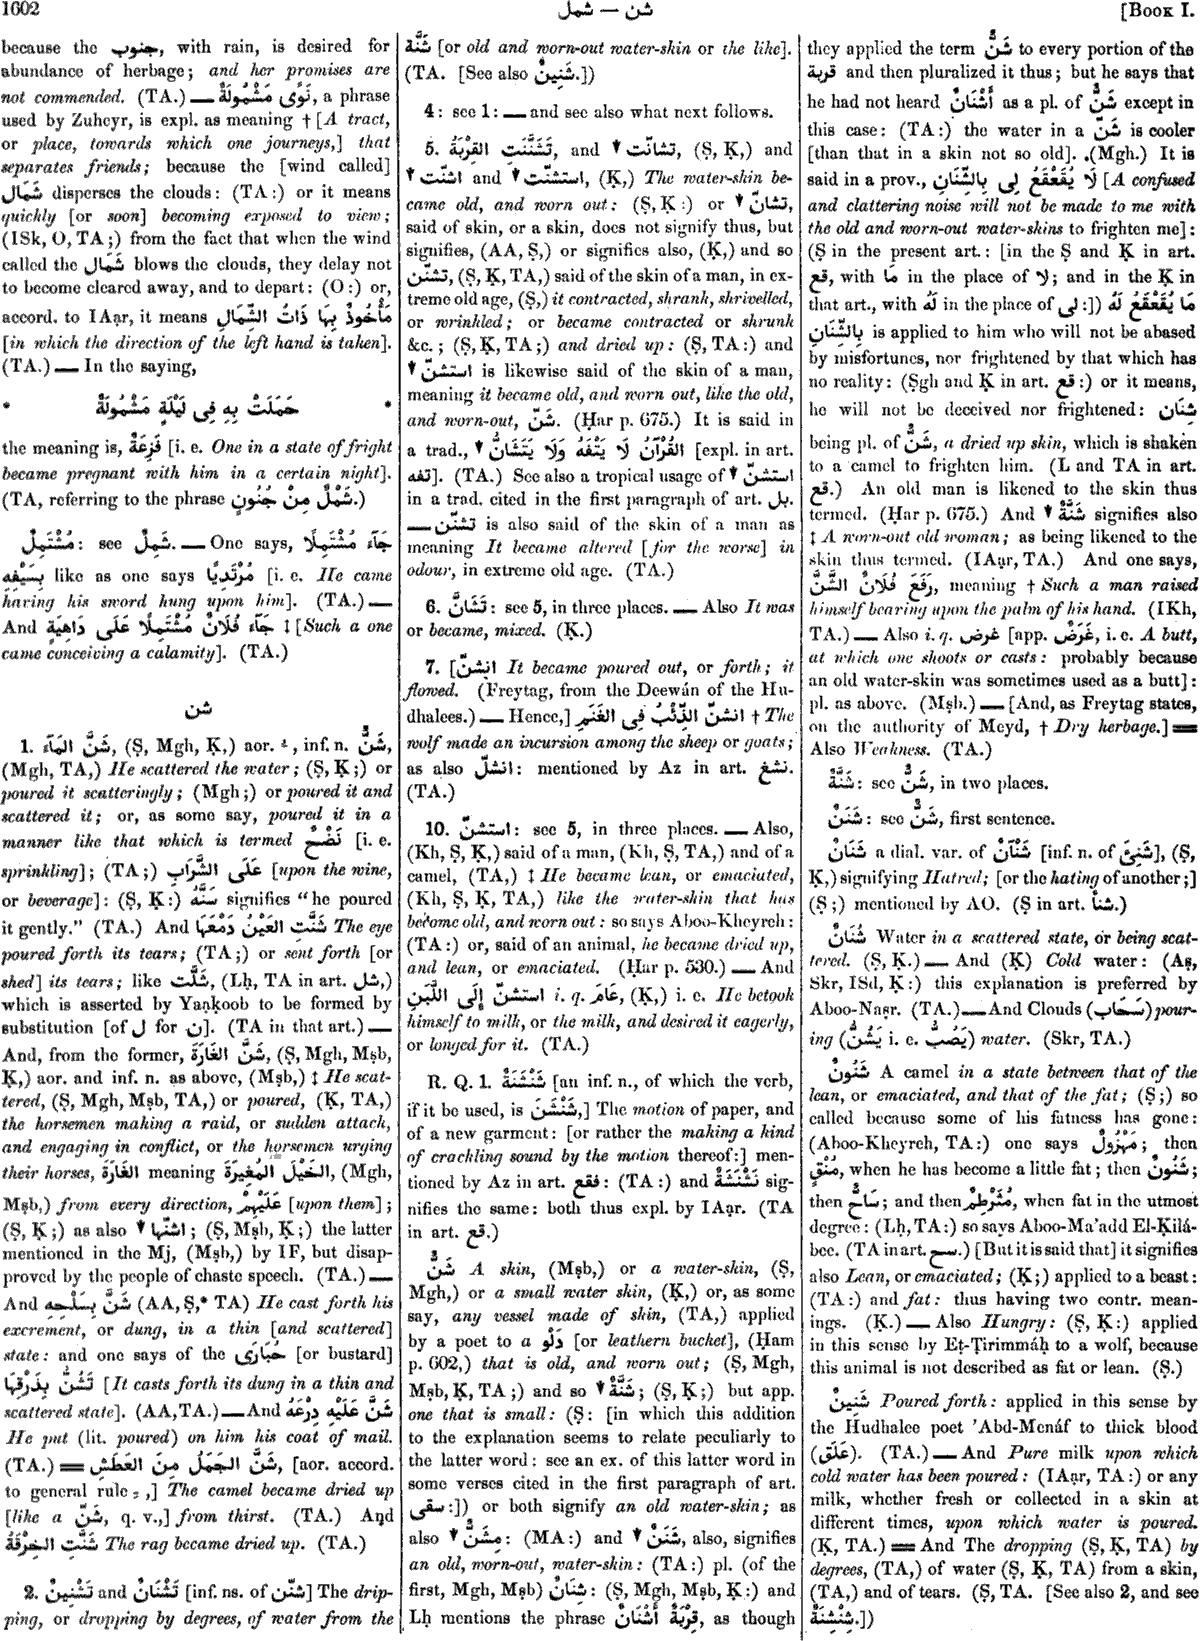 1602
شن — شمل
[Book I.
because the جنوب, with rain, is desired for
abundance of herbage; and her promises are
not commended. (TA.) — نَوًى مَشْمُولَةٌ, a phrase
used by Zuheyr, is expl. as meaning † [A tract,
or place, towards which one journeys,] that
separates friends; because the [wind called]
شَمَال disperses the clouds: (TA:) or it means
quickly [or soon] becoming exposed to view;
(ISk, O, TA;) from the fact that when the wind
called the شَمَال blows the clouds, they delay not
to become cleared away, and to depart: (O:) or,
accord. to IAạr, it means مَأْخُوذٌ بِهَا ذَاتُ الشِّمَالِ
[in which the direction of the left hand is taken].
(TA.) — In the saying,
* حَمَلَتْ بِهِ فِى لَيْلَةٍ مَشْمُولَةٌ *
the meaning is, فَزِعَةٌ [i. e. One in a state of fright
became pregnant with him in a certain night].
(TA, referring to the phrase شَمْلٌ مِنْ جُنُونٍ.)
مُشْتَمِلٌ: see شَمِلٌ. — One says, جَآءَ مُشْتَمِلًا
بِسَيْفِهِ like as one says مُرْتَدِيًا [i. e. He came
having his sword hung upon him]. (TA.) —
And جَآءَ فُلَانٌ مُشْتَمِلًا عَلَى دَاهِيَةٍ ‡ [Such a one
came conceiving a calamity]. (TA.)
شن
1. شَنَّ المَآءَ, (Ṣ, Mgh, Ḳ,) aor. ـُ, inf. n. شَنٌّ,
(Mgh, TA,) He scattered the water; (Ṣ, Ḳ;) or
poured it scatteringly; (Mgh;) or poured it and
scattered it; or, as some say, poured it in a
manner like that which is termed نَضْحٌ [i. e.
sprinkling]; (TA;) عَلَى الشَّرَابِ [upon the wine,
or beverage]: (Ṣ, Ḳ:) سَنَّهُ signifies “he poured
it gently.” (TA.) And شَنَّتِ العَيْنُ دَمْعَهَا The eye
poured forth its tears; (TA;) or sent forth [or
shed] its tears; like شَلَّت, (Lḥ, TA in art. شل,)
which is asserted by Yaạḳoob to be formed by
substitution [of ل for ن]. (TA in that art.) —
And, from the former, شَنَّ الغَارَةَ, (Ṣ, Mgh, Mṣb,
Ḳ,) aor. and inf. n. as above, (Mṣb,) ‡ He scat-
tered, (Ṣ, Mgh, Mṣb, TA,) or poured, (Ḳ, TA,)
the horsemen making a raid, or sudden attack,
and engaging in conflict, or the horsemen urging
their horses, الغَارَةَ meaning الخَيْلَ المُغِيرَةَ, (Mgh,
Mṣb,) from every direction, عَلَيْهِمْ [upon them];
(Ṣ, Ḳ;) as also ▼ اشنّها; (Ṣ, Mṣb, Ḳ;) the latter
mentioned in the Mj, (Mṣb,) by IF, but disap-
proved by the people of chaste speech. (TA.) —
And شَنَّ بِسَلْحِهِ (AA, Ṣ,* TA) He cast forth his
excrement, or dung, in a thin [and scattered]
state: and one says of the حُبَارَى [or bustard]
تَشُنُّ بِذَرْقِهَا [It casts forth its dung in a thin and
scattered state]. (AA, TA.) — And شَنَّ عَلَيْهِ دِرْعَهُ
He put (lit. poured) on him his coat of mail.
(TA.) = شَنَّ الجَمَلُ مِنَ العَطَشِ, [aor. accord.
to general rule ـِ,] The camel became dried up
[like a شَنّ, q. v.,] from thirst. (TA.) And
شَنَّتِ الخِرْقَةُ The rag became dried up. (TA.)
2. تَشْنِينٌ and تَشْنَانٌ [inf. ns. of شنّن] The drip-
ping, or dropping by degrees, of water from the
شَنَّة [or old and worn-out water-skin or the like].
(TA. [See also شَنِينٌ.])
4: see 1: — and see also what next follows.
5. تَشَنَّنَتِ القِرْبَةُ, and ▼ تشانّت, (Ṣ, Ḳ,) and
▼ اشنّت and ▼ استشنّت, (Ḳ,) The water-skin be-
came old, and worn out: (Ṣ, Ḳ:) or ▼ تشانّ,
said of skin, or a skin, does not signify thus, but
signifies, (AA, Ṣ,) or signifies also, (Ḳ,) and so
تشنّن, (Ṣ, Ḳ, TA,) said of the skin of a man, in ex-
treme old age, (Ṣ,) it contracted, shrank, shrivelled,
or wrinkled; or became contracted or shrunk
&c.; (Ṣ, Ḳ, TA;) and dried up: (Ṣ, TA:) and
▼ استشنّ is likewise said of the skin of a man,
meaning it became old, and worn out, like the old,
and worn-out, شَنّ. (Ḥar p. 675.) It is said in
a trad., ▼ القُرْآنُ لَا يَتْفَهُ وَلَا يَتَشَانُّ [expl. in art.
تفه]. (TA.) See also a tropical usage of ▼ استشنّ
in a trad. cited in the first paragraph of art. بل.
— تشنّن is also said of the skin of a man as
meaning It became altered [for the worse] in
odour, in extreme old age. (TA.)
6. تَشَانَّ: see 5, in three places. — Also It was
or became, mixed. (Ḳ.)
7. [انشنّ It became poured out, or forth; it
flowed. (Freytag, from the Deewán of the Hu-
dhalees.) — Hence,] انشنّ الذِّئْبُ فِى الغَنَمِ † The
wolf made an incursion among the sheep or goats;
as also انشلّ: mentioned by Az in art. نشغ.
(TA.)
10. استشنّ: see 5, in three places. — Also,
(Kh, Ṣ, Ḳ,) said of a man, (Kh, Ṣ, TA,) and of a
camel, (TA,) ‡ He became lean, or emaciated,
(Kh, Ṣ, Ḳ, TA,) like the water-skin that has
become old, and worn out: so says Aboo-Kheyreh:
(TA:) or, said of an animal, he became dried up,
and lean, or emaciated. (Ḥar p. 530.) — And
استشنّ إِلَى اللَّبَنِ i. q. عَامَ, (Ḳ,) i. e. He betook
himself to milk, or the milk, and desired it eagerly,
or longed for it. (TA.)
R. Q. 1. شَنْشَنَةٌ [an inf. n., of which the verb,
if it be used, is شَنْشَنَ,] The motion of paper, and
of a new garment: [or rather the making a kind
of crackling sound by the motion thereof:] men-
tioned by Az in art. فقع: (TA:) and نَشْنَشَةٌ sig-
nifies the same: both thus expl. by IAạr. (TA
in art. قع.)
شَنٌّ A skin, (Mṣb,) or a water-skin, (Ṣ,
Mgh,) or a small water skin, (Ḳ,) or, as some
say, any vessel made of skin, (TA,) applied
by a poet to a دَلْو [or leathern bucket], (Ḥam
p. 602,) that is old, and worn out; (Ṣ, Mgh,
Mṣb, Ḳ, TA;) and so ▼ شَنَّةٌ; (Ṣ, Ḳ;) but app.
one that is small: (Ṣ: [in which this addition
to the explanation seems to relate peculiarly to
the latter word: see an ex. of this latter word in
some verses cited in the first paragraph of art.
سقى:]) or both signify an old water-skin; as
also ▼ مِشَنٌّ: (MA:) and ▼ شَنَنٌ, also, signifies
an old, worn-out, water-skin: (TA:) pl. (of the
first, Mgh, Mṣb) شِنَانٌ: (Ṣ, Mgh, Mṣb, Ḳ:) and
Lḥ mentions the phrase قِرْبَةٌ أَشْنَانٌ, as though
they applied the term شَنٌّ to every portion of the
قربة and then pluralized it thus; but he says that
he had not heard أَشْنَانٌ as a pl. of شَنٌّ except in
this case: (TA:) the water in a شَنّ is cooler
[than that in a skin not so old]. (Mgh.) It is
said in a prov., لَا يُقَعْقَعُ لِى بِالشِّنَانِ [A confused
and clattering noise will not be made to me with
the old and worn-out water-skins to frighten me]:
(Ṣ in the present art.: [in the Ṣ and Ḳ in art.
قع, with مَا in the place of لا; and in the Ḳ in
that art., with لَهُ in the place of لى:]) مَا يُقَعْقَعُ لَهُ
بِالشِّنَانِ is applied to him who will not be abased
by misfortunes, nor frightened by that which has
no reality: (Ṣgh and Ḳ in art. قع:) or it means,
he will not be deceived nor frightened: شِنَان
being pl. of شَنٌّ, a dried up skin, which is shaken
to a camel to frighten him. (L and TA in art.
قع.) An old man is likened to the skin thus
termed. (Ḥar p. 675.) And ▼ شَنَّةٌ signifies also
‡ A worn-out old woman; as being likened to the
skin thus termed. (IAạr, TA.) And one says,
رَفَعَ فُلَانٌ الشَّنَّ, meaning † Such a man raised
himself bearing upon the palm of his hand. (IKh,
TA.) — Also i. q. غرض [app. غَرَضٌ, i. e. A butt,
at which one shoots or casts: probably because
an old water-skin was sometimes used as a butt]:
pl. as above. (Mṣb.) — [And, as Freytag states,
on the authority of Meyd, † Dry herbage.] =
Also Weakness. (TA.)
شَنَّةٌ: see شَنٌّ, in two places.
شَنَنٌ: see شَنٌّ, first sentence.
شَنَانٌ a dial. var. of شَنْآنٌ [inf. n. of شَنِئَ], (Ṣ,
Ḳ,) signifying Hatred; [or the hating of another;]
(Ṣ;) mentioned by AO. (Ṣ in art. شنأ.)
شُنَانٌ Water in a scattered state, or being scat-
tered. (Ṣ, Ḳ.) — And (Ḳ) Cold water: (Aṣ,
Skr, ISd, Ḳ:) this explanation is preferred by
Aboo-Naṣr. (TA.) — And Clouds (سَحَاب) pour-
ing (يَشُنُّ i. e. يَصُبُّ) water. (Skr, TA.)
شَنُونٌ A camel in a state between that of the
lean, or emaciated, and that of the fat; (Ṣ;) so
called because some of his fatness has gone:
(Aboo-Kheyreh, TA:) one says مَهْزُولٌ; then
مُنْقٍ, when he has become a little fat; then شَنُونٌ;
then سَاحٌّ; and then مُتَرْطِمٌ, when fat in the utmost
degree: (Lḥ, TA:) so says Aboo-Ma'add El-Kilá-
bee. (TA in art. سح.) [But it is said that] it signifies
also Lean, or emaciated; (Ḳ;) applied to a beast:
(TA:) and fat: thus having two contr. mean-
ings. (Ḳ.) — Also Hungry: (Ṣ, Ḳ:) applied
in this sense by Eṭ-Ṭirimmáḥ to a wolf, because
this animal is not described as fat or lean. (Ṣ.)
شَنِينٌ Poured forth: applied in this sense by
the Hudhalee poet 'Abd-Menáf to thick blood
(عَلَق). (TA.) — And Pure milk upon which
cold water has been poured: (IAạr, TA:) or any
milk, whether fresh or collected in a skin at
different times, upon which water is poured.
(Ḳ, TA.) = And The dropping (Ṣ, Ḳ, TA) by
degrees, (TA,) of water (Ṣ, Ḳ, TA) from a skin,
(TA,) and of tears. (Ṣ, TA. [See also 2, and see
شِنْشِنَةٌ.])